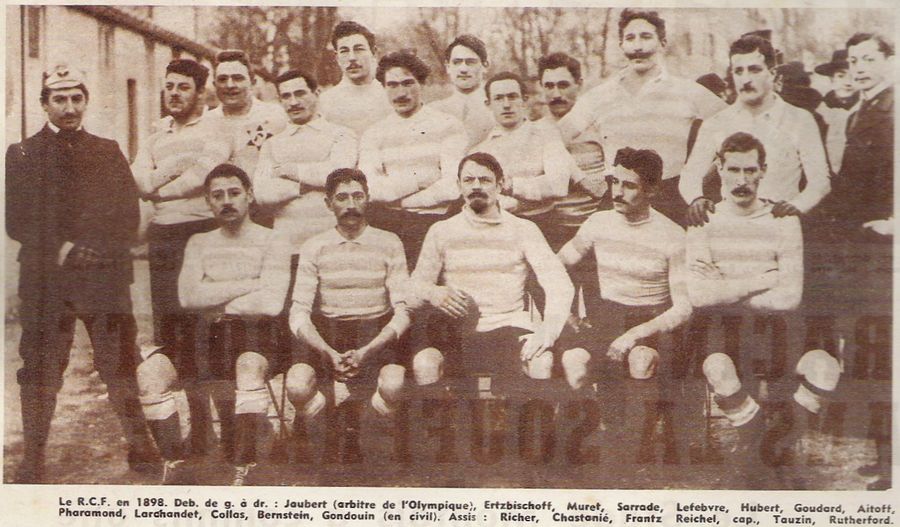 Le R.C.F. en 1898. Deb. de g. à dr. : Jaubert (arbitre de l'Olympique), Ertzbischoff, Muret, Sarrade, Lefebvre, Hubert, Goudard, Aitoff,
Pharamond, Larchandet, Collas, Bernstein, Gondouin (en civil). Assis : Richer, Chastanié, Frantz Reichel, cap., Tauzin, Rutherford.